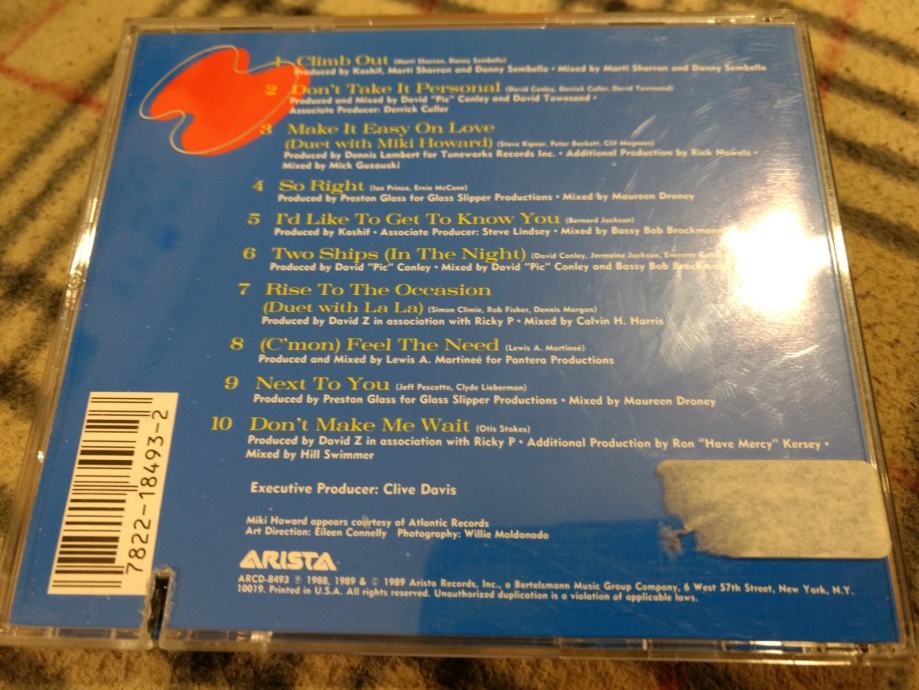 1 Climb Out (Marti Sharron, Danny Sembello)
Produced by Kashif, Marti Sharron and Danny Sembello • Mixed by Marti Sharron and Danny Sembello
2 Don't Take It Personal (David Conley, Derrick Culler, David Townsend)
Produced and Mixed by David "Pic" Conley and David Townsend •
Associate Producer: Derrick Culler
3 Make It Easy On Love
(Duet with Miki Howard) (Steve Kipner, Peter Beckett, Clif Magness)
Produced by Dennis Lambert for Tuneworks Records Inc. • Additional Production by Rick Nowels •
Mixed by Mick Guzauski
4 So Right (Ian Prince, Ernie McCone)
Produced by Preston Glass for Glass Slipper Productions • Mixed by Maureen Droney
5 I'd Like To Get To Know You (Bernard Jackson)
Produced by Kashif • Associate Producer: Steve Lindsey • Mixed by Bassy Bob Brockmann
6 Two Ships (In The Night) (David Conley, Jermaine Jackson, Everette
Produced by David "Pic" Conley • Mixed by David "Pic" Conley and Bassy Bob Brockmann
7 Rise To The Occasion
(Duet with La La) (Simon Climie, Rob Fisher, Dennis Morgan)
Produced by David Z in association with Ricky P • Mixed by Calvin H. Harris
8 (C'mon) Feel The Need (Lewis A. Martineé)
Produced and Mixed by Lewis A. Martineé for Pantera Productions
9 Next To You (Jeff Pescetto, Clyde Lieberman)
Produced by Preston Glass for Glass Slipper Productions • Mixed by Maureen Droney
10 Don't Make Me Wait (Otis Stokes)
Produced by David Z in association with Ricky P • Additional Production by Ron "Have Mercy" Kersey •
Mixed by Hill Swimmer
Executive Producer: Clive Davis
Miki Howard appears courtesy of Atlantic Records
Art Direction: Eileen Connelly Photography: Willie Maldonado
ARISTA
ARCD-8493 ℗ 1988, 1989 & © 1989 Arista Records, Inc., a Bertelsmann Music Group Company, 6 West 57th Street, New York, N.Y.
10019. Printed in U.S.A. All rights reserved. Unauthorized duplication is a violation of applicable laws.
7822-18493-2